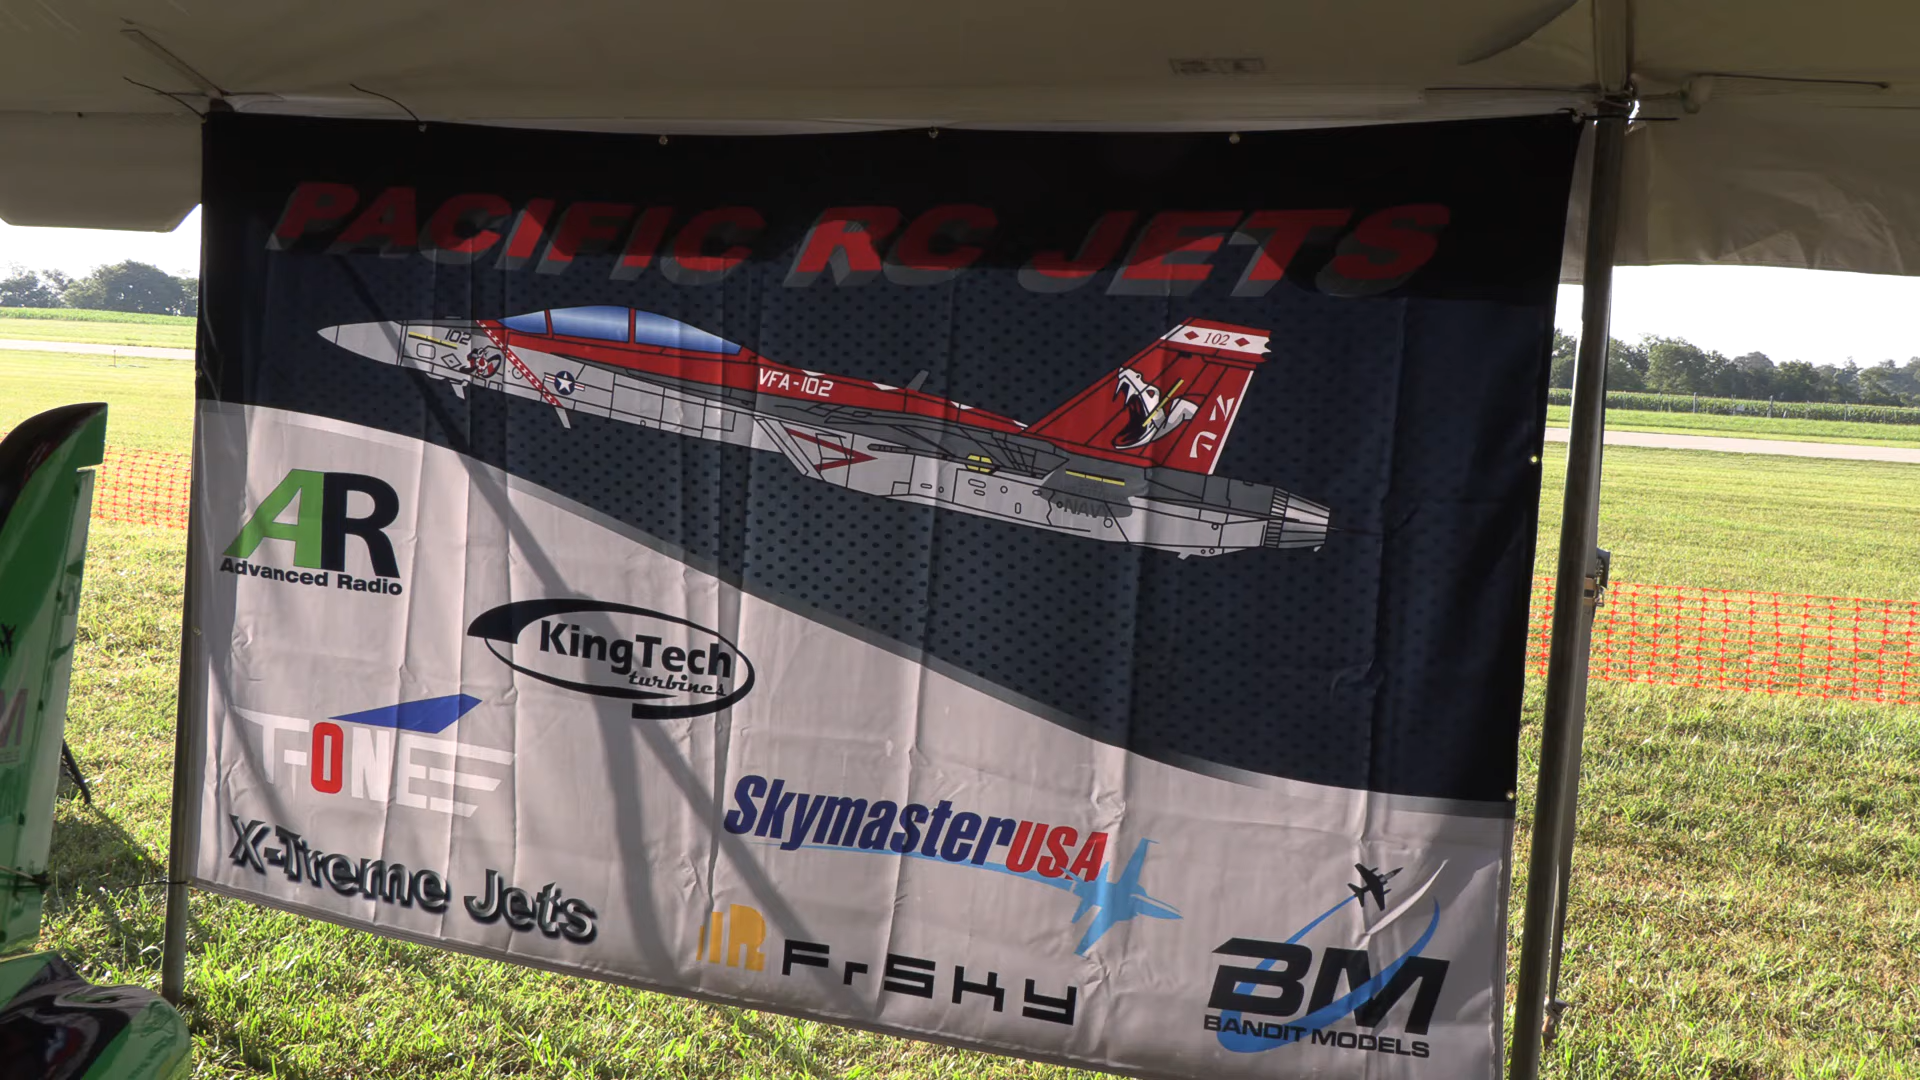 PACIFIC RC JETS
102
102
VFA-102
NF
NAVY
AR
Advanced Radio
KingTech
turbines
T-ONE
X-Treme Jets
SkymasterUSA
FrSKY
BM
BANDIT MODELS